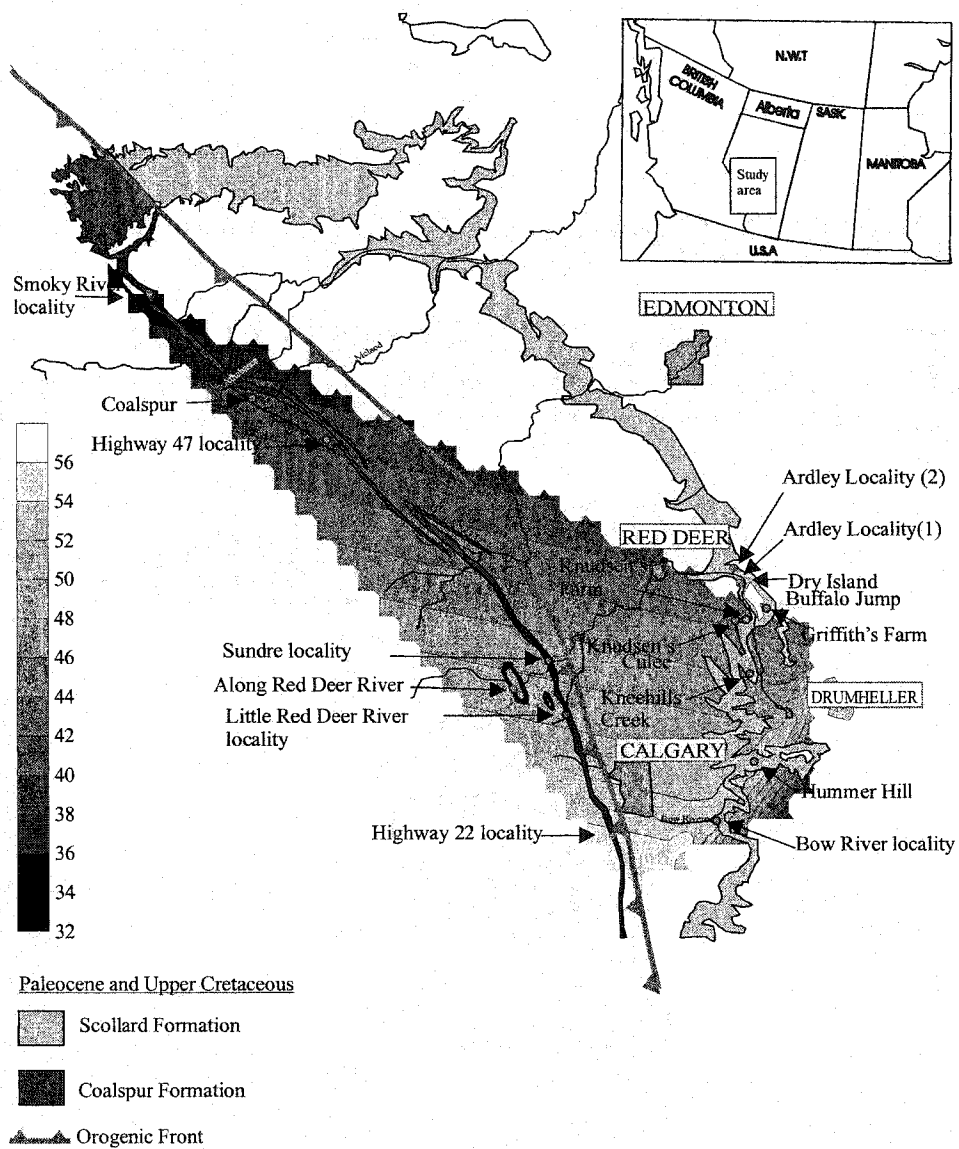 N.W.T
BRITISH
COLUMBIA
Alberta
SASK.
MANITOBA
Study
area
U.S.A
Smoky River
locality
EDMONTON
Coalspur
Highway 47 locality
56
54
52
50
48
46
44
42
40
38
36
34
32
Ardley Locality (2)
RED DEER
Ardley Locality(1)
Knudsen's
Farm
Dry Island
Buffalo Jump
Griffith's Farm
Knudsen's
Culee
Sundre locality
Along Red Deer River
Kneehills
Creek
DRUMHELLER
Little Red Deer River
locality
CALGARY
Hummer Hill
Highway 22 locality
Bow River locality
Paleocene and Upper Cretaceous
Scollard Formation
Coalspur Formation
Orogenic Front